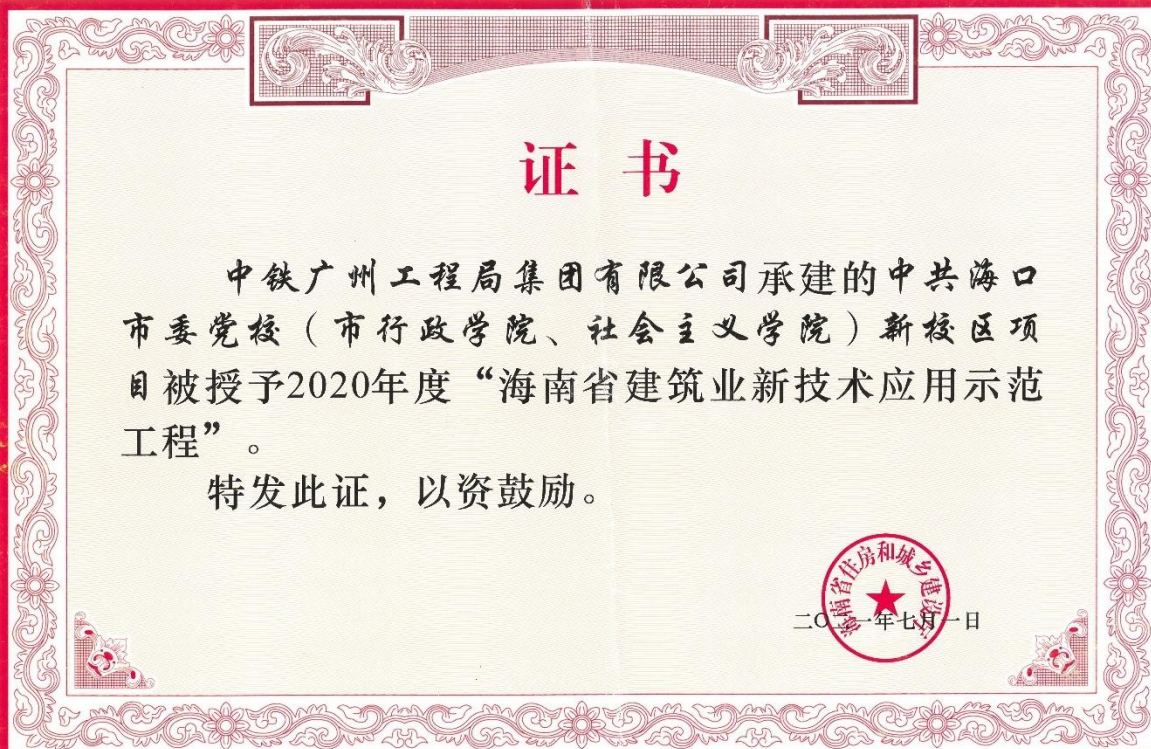 证书
中铁广州工程局集团有限公司承建的中共海口
市委党校（市行政学院、社会主义学院）新校区项
目被授予2020年度“海南省建筑业新技术应用示范
工程”。
特发此证，以资鼓励。
海南省住房和城乡建设厅
二〇二一年七月一日